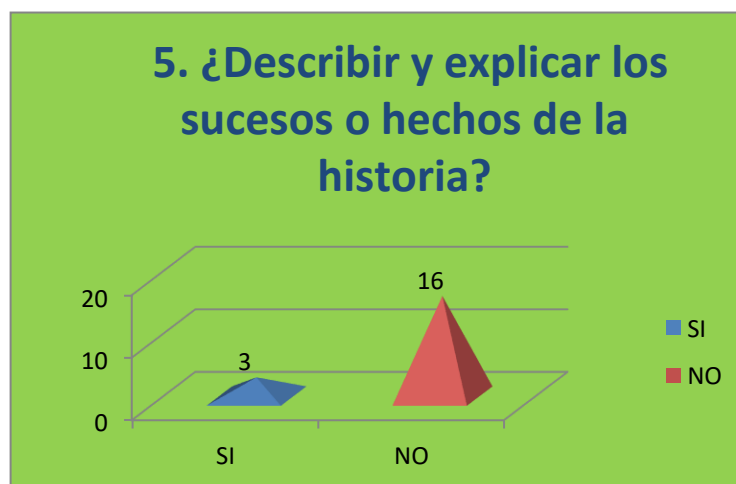 5. ¿Describir y explicar los
sucesos o hechos de la
historia?
20
10
0
3
16
SI
NO
SI
NO